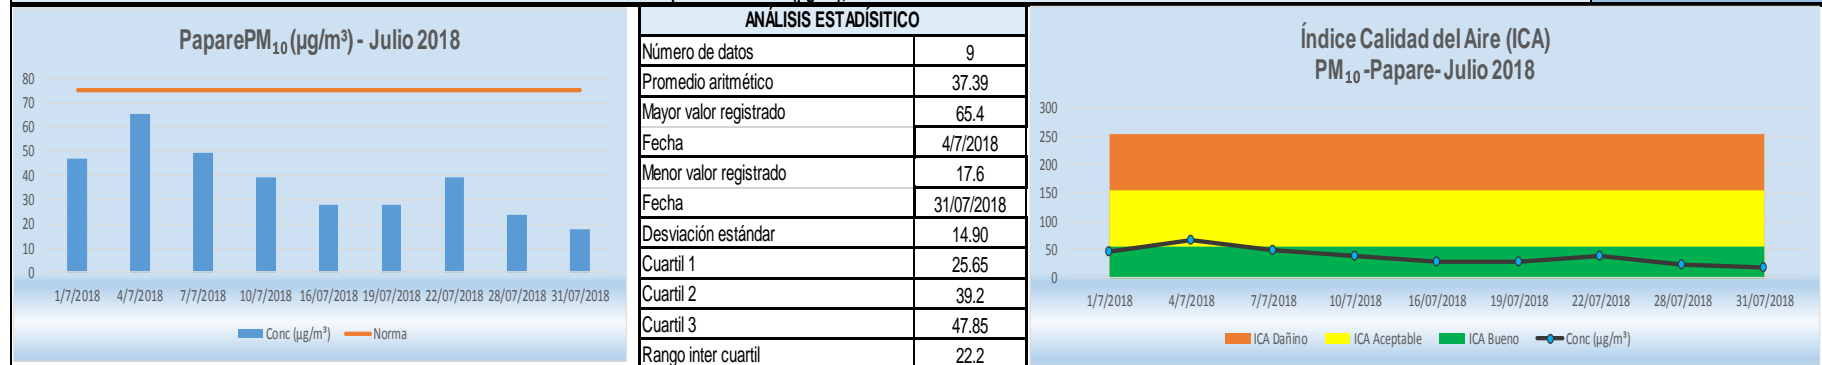 PaparePM₁₀ (µg/m³) - Julio 2018
80
70
60
50
40
30
20
10
0
1/7/2018 4/7/2018 7/7/2018 10/7/2018 16/07/2018 19/07/2018 22/07/2018 28/07/2018 31/07/2018
Conc (µg/m³) Norma
ANÁLISIS ESTADÍSITICO
Número de datos 9
Promedio aritmético 37.39
Mayor valor registrado 65.4
Fecha 4/7/2018
Menor valor registrado 17.6
Fecha 31/07/2018
Desviación estándar 14.90
Cuartil 1 25.65
Cuartil 2 39.2
Cuartil 3 47.85
Rango inter cuartil 22.2
Índice Calidad del Aire (ICA)
PM₁₀ -Papare- Julio 2018
300
250
200
150
100
50
0
1/7/2018 4/7/2018 7/7/2018 10/7/2018 16/07/2018 19/07/2018 22/07/2018 28/07/2018 31/07/2018
ICA Dañino ICA Aceptable ICA Bueno Conc (µg/m³)